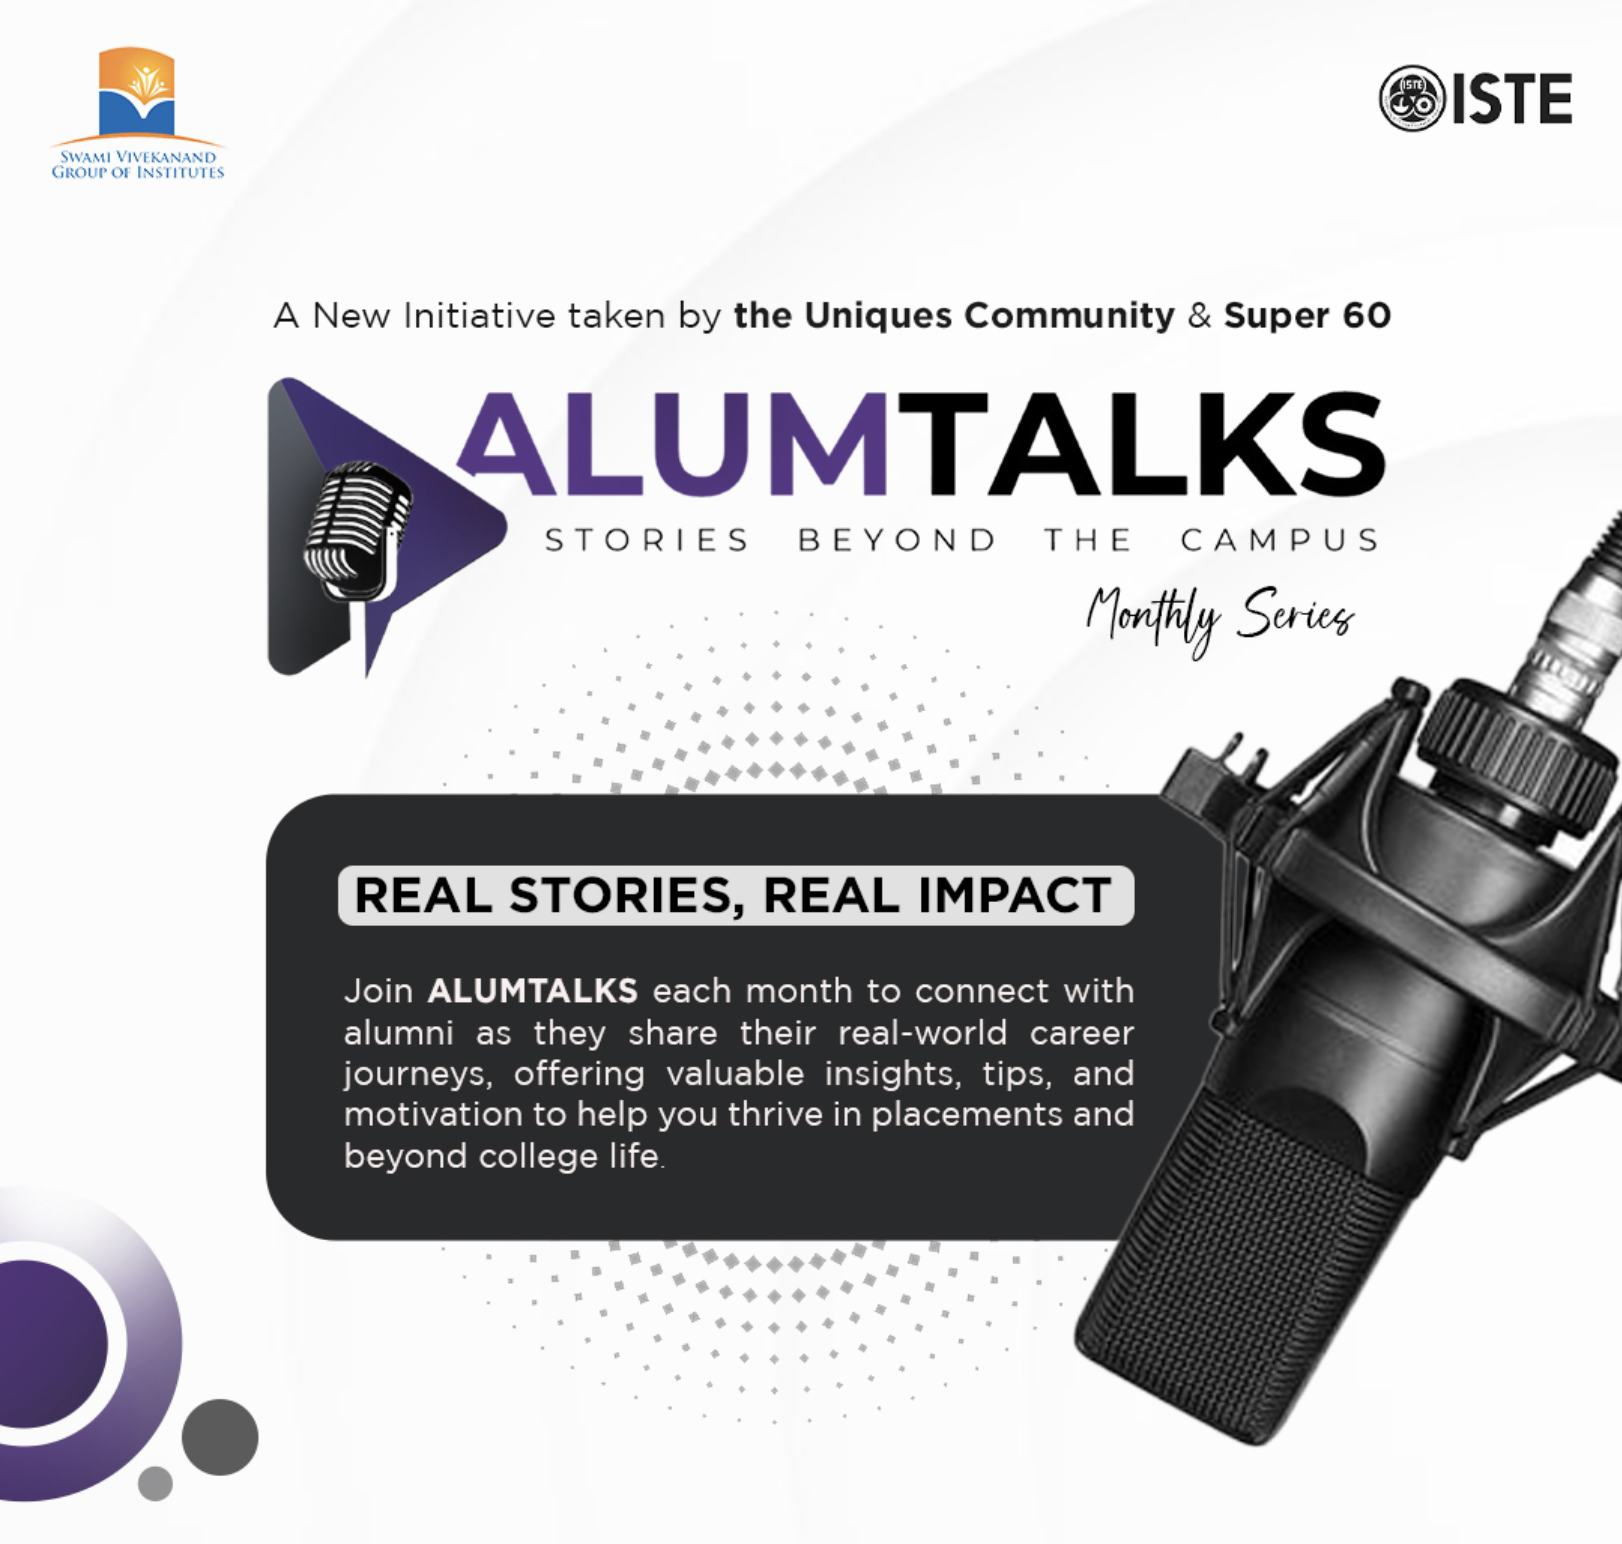 SWAMI VIVEKANAND
GROUP OF INSTITUTES
ISTE
ISTE
A New Initiative taken by the Uniques Community & Super 60
ALUMTALKS
STORIES BEYOND THE CAMPUS
Monthly Series
REAL STORIES, REAL IMPACT
Join ALUMTALKS each month to connect with
alumni as they share their real-world career
journeys, offering valuable insights, tips, and
motivation to help you thrive in placements and
beyond college life.